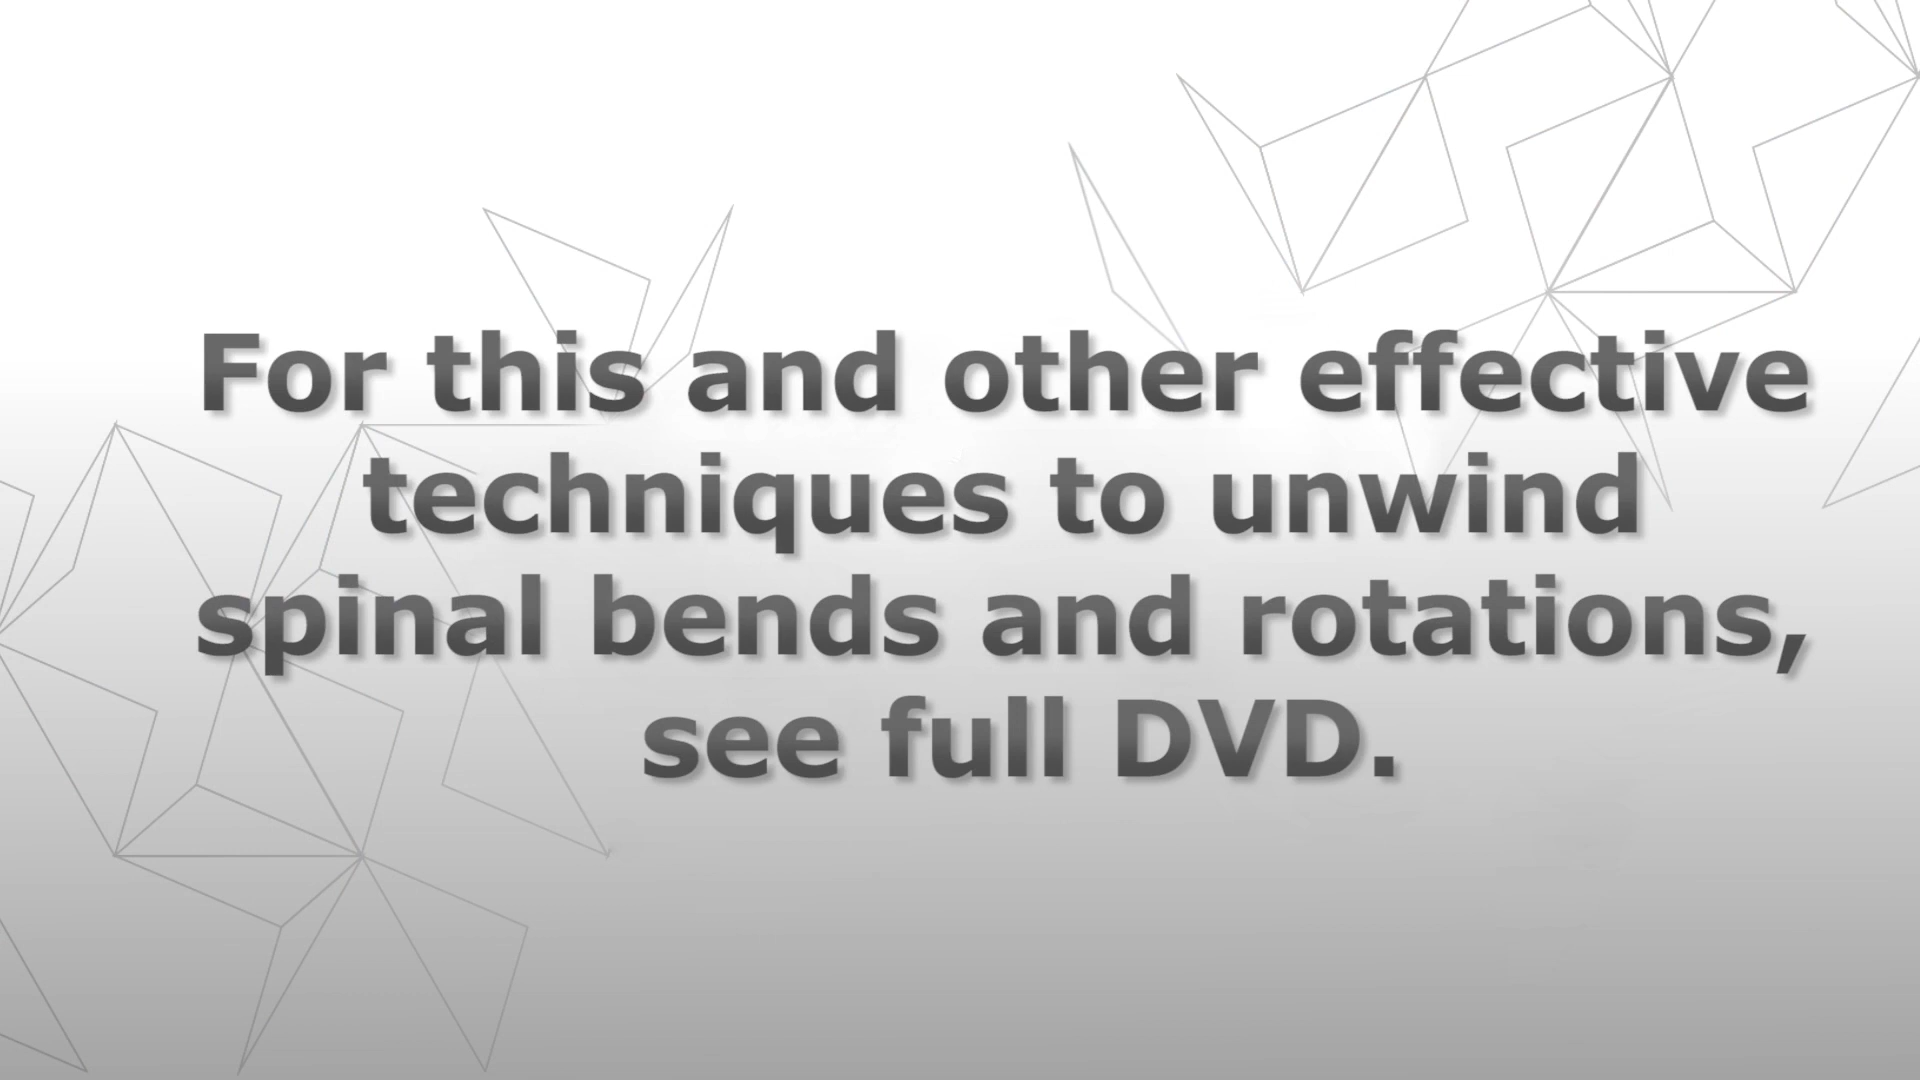 For this and other effective
techniques to unwind
spinal bends and rotations,
see full DVD.